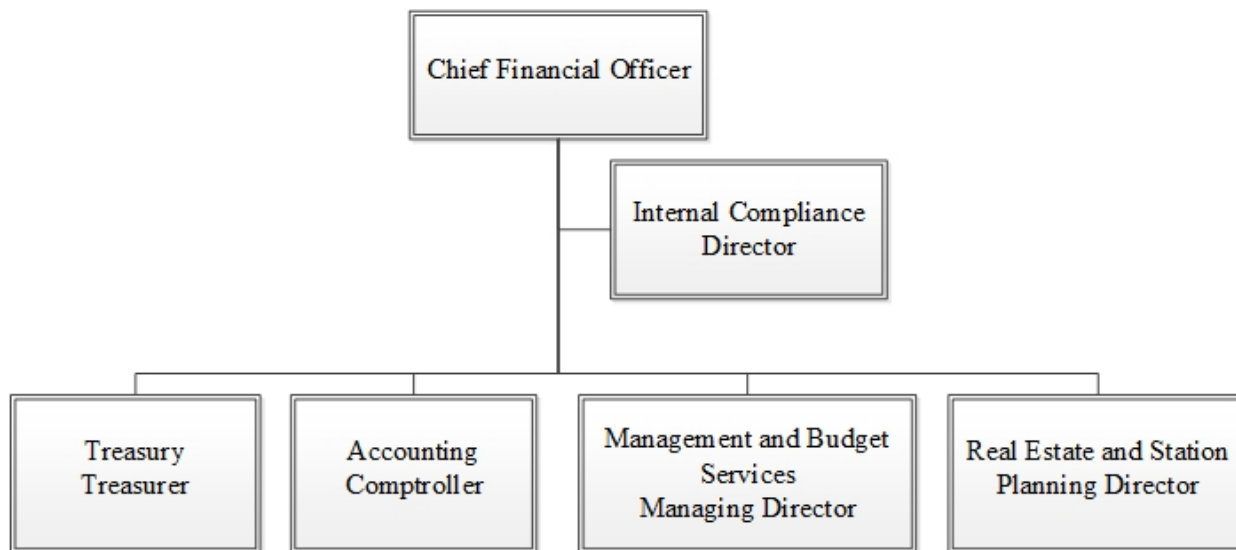 Chief Financial Officer
Internal Compliance
Director
Treasury
Treasurer
Accounting
Comptroller
Management and Budget
Services
Managing Director
Real Estate and Station
Planning Director